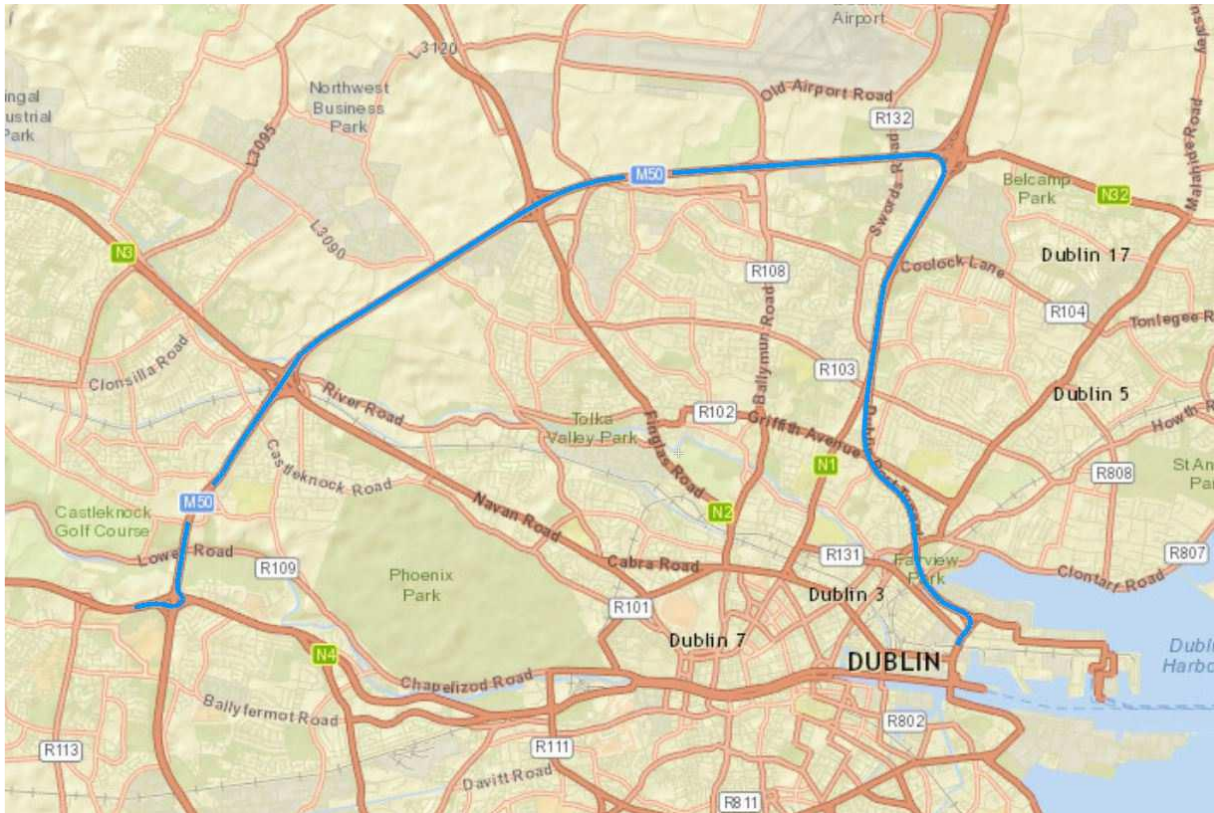 Airport
L3120
ngal
ustrial
Park
Northwest
Business
Park
Old Airport Road
R132
L3095
M50
Swords
Belcamp
Park
N32
Malahide Road
N3
L3090
R108
Coolock Lane
Dublin 17
R104
Tonlegee R
Ballymun Road
Clonsilla Road
River Road
R103
Dublin 5
Tolka
Valley Park
R102
Griffith Avenue
Howth R
Castleknock Road
Finglas Road
N1
R808
St An
Par
M50
Castleknock
Golf Course
Navan Road
N2
Lower Road
R109
R131
Fairview
Park
R807
Clontarf Road
Phoenix
Park
Cabra Road
R101
Dublin 3
Dublin 7
DUBLIN
Dubli
Harbo
N4
Chapelizod Road
Ballyfermot Road
R802
R113
R111
Davitt Road
R811